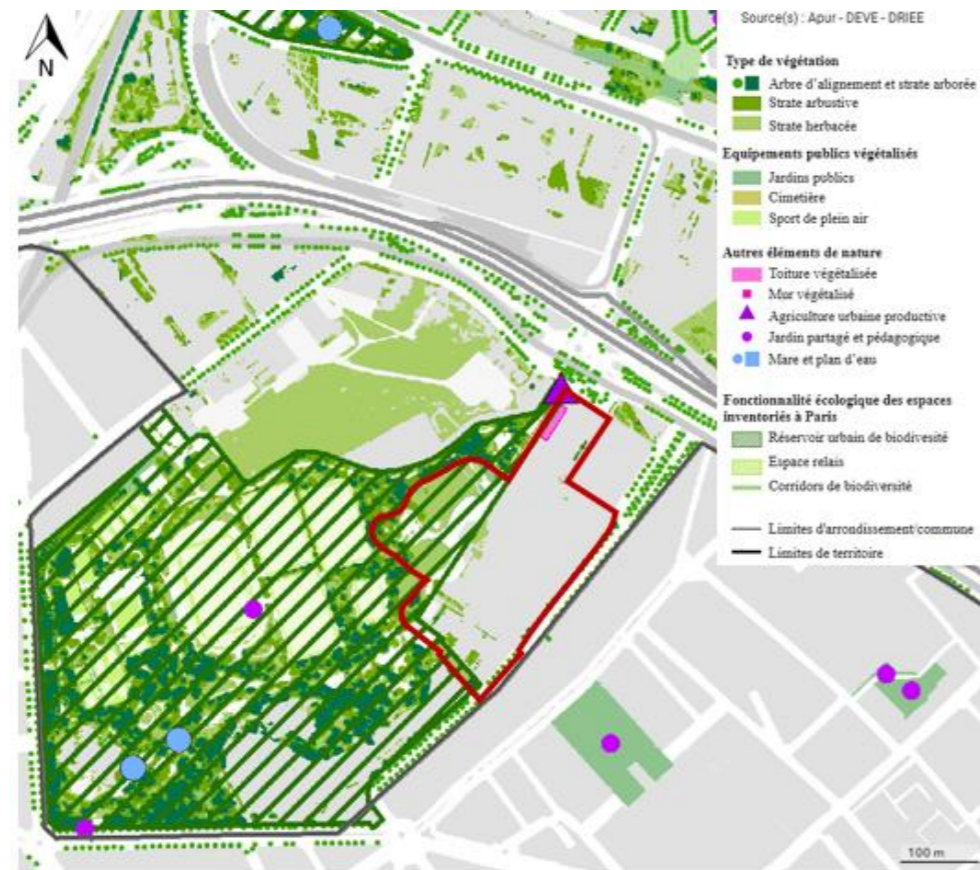 N
Source(s) : Apur - DEVE - DRIEE
Type de végétation
Arbre d'alignement et strate arborée
Strate arbustive
Strate herbacée
Equipements publics végétalisés
Jardins publics
Cimetière
Sport de plein air
Autres éléments de nature
Toiture végétalisée
Mur végétalisé
Agriculture urbaine productive
Jardin partagé et pédagogique
Mare et plan d'eau
Fonctionnalité écologique des espaces
inventoriés à Paris
Réservoir urbain de biodivesité
Espace relais
Corridors de biodiversité
Limites d'arrondissement/commune
Limites de territoire
100 m